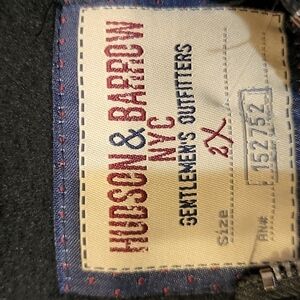 HUDSON & BARROW
NYC
GENTLEMEN'S OUTFITTERS
Size 2X
RN# 152752